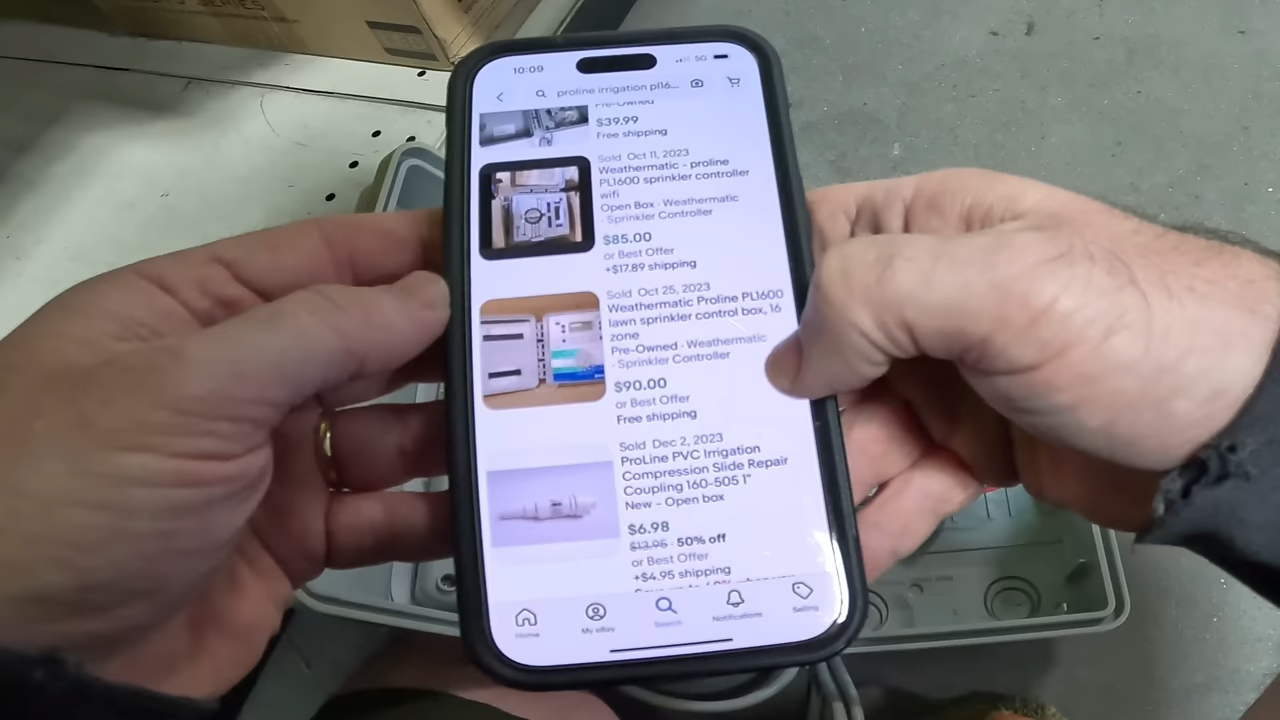 SERIES
10:09
5G
proline irrigation pl16...
Pre-Owned
$39.99
Free shipping
Sold Oct 11, 2023
Weathermatic - proline
PL1600 sprinkler controller
wifi
Open Box · Weathermatic
· Sprinkler Controller
$85.00
or Best Offer
+$17.89 shipping
Sold Oct 25, 2023
Weathermatic Proline PL1600
lawn sprinkler control box, 16
zone
Pre-Owned · Weathermatic
· Sprinkler Controller
$90.00
or Best Offer
Free shipping
Sold Dec 2, 2023
ProLine PVC Irrigation
Compression Slide Repair
Coupling 160-505 1"
New – Open box
$6.98
$13.95 · 50% off
or Best Offer
+$4.95 shipping
Home
My eBay
Search
Notifications
Selling